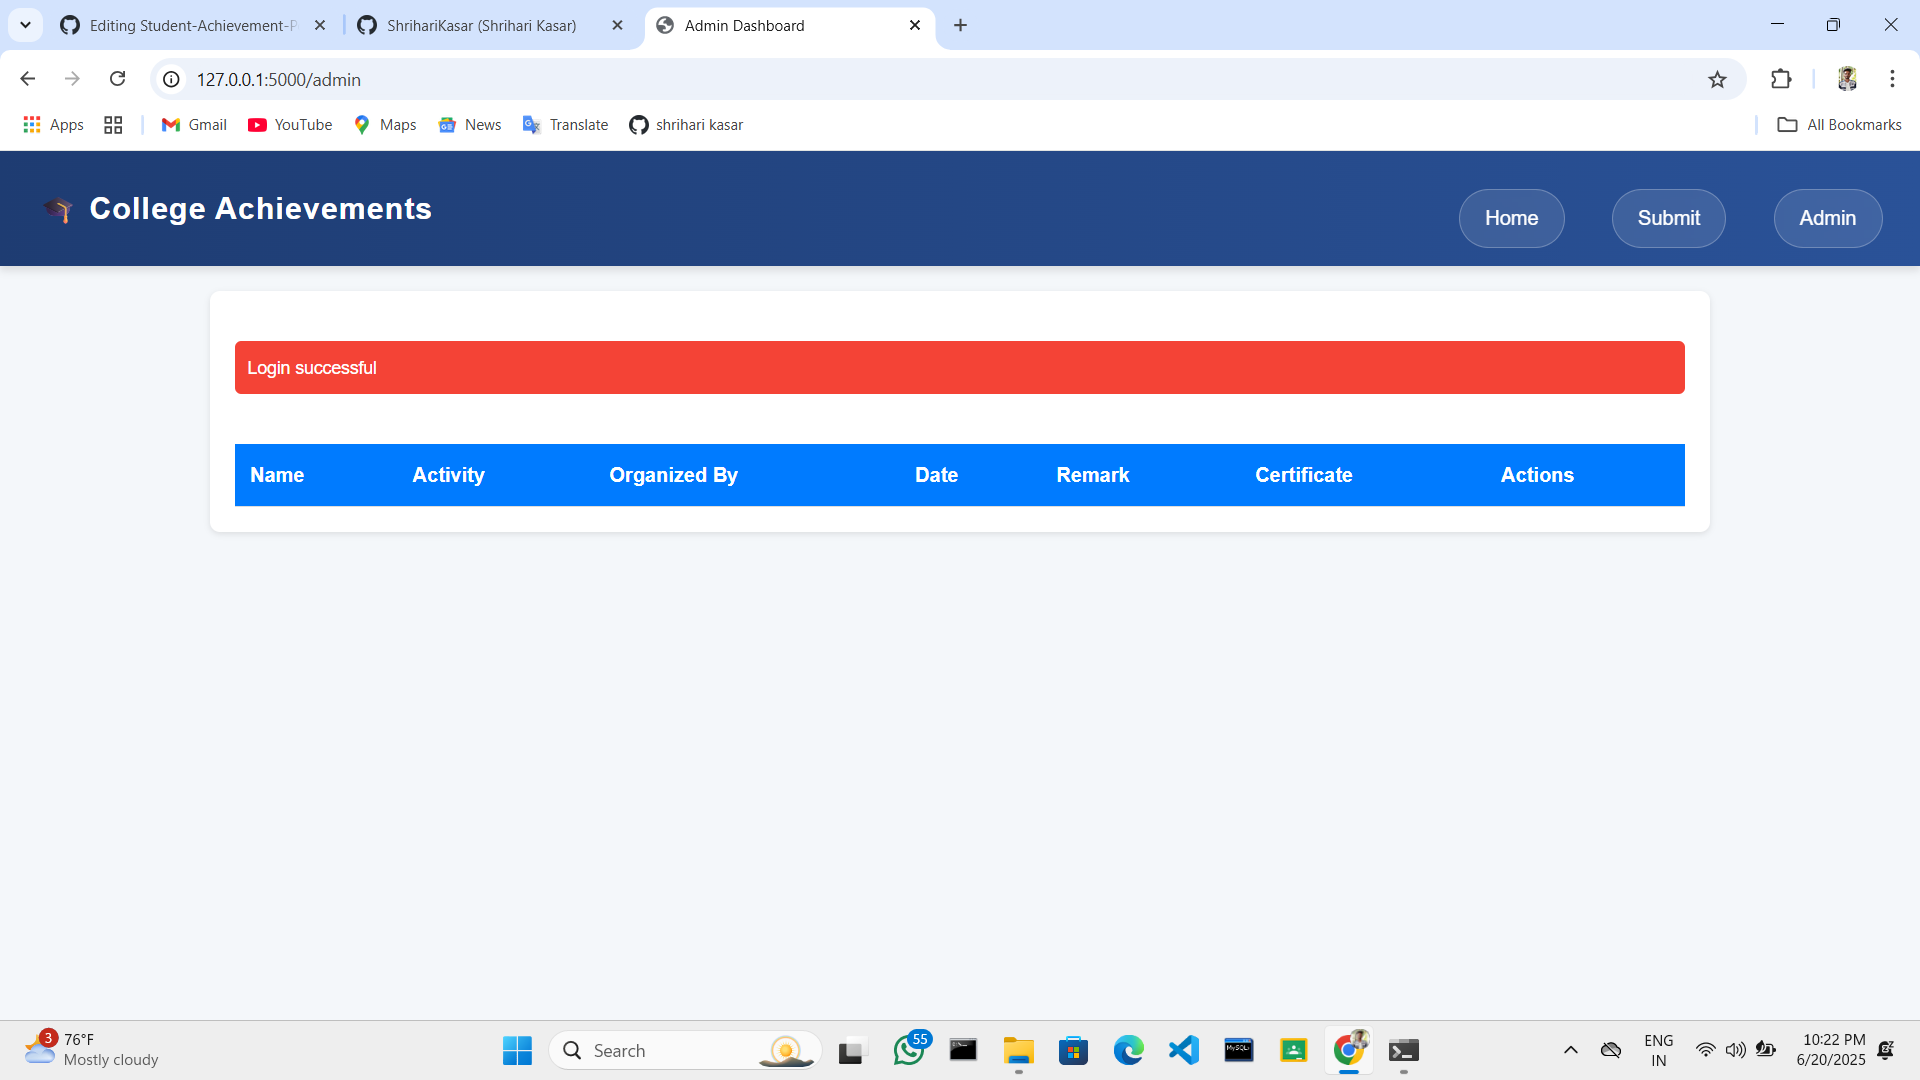 Editing Student-Achievement-P
ShrihariKasar (Shrihari Kasar)
Admin Dashboard
127.0.0.1:5000/admin
Apps
Gmail
YouTube
Maps
News
Translate
shrihari kasar
All Bookmarks
College Achievements
Home
Submit
Admin
Login successful
Name Activity Organized By Date Remark Certificate Actions
3
76°F
Mostly cloudy
Search
55
MySQL
ENG
IN
10:22 PM
6/20/2025